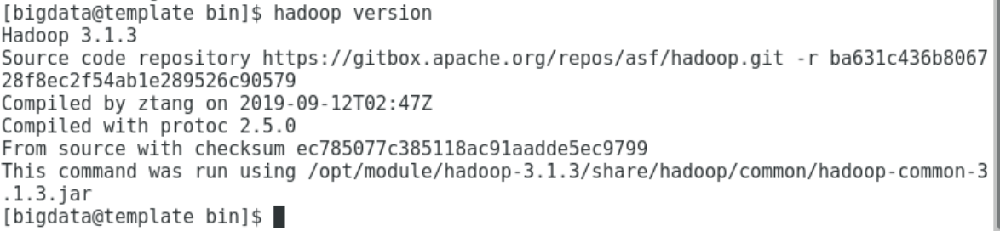 [bigdata@template bin]$ hadoop version
Hadoop 3.1.3
Source code repository https://gitbox.apache.org/repos/asf/hadoop.git -r ba631c436b8067
28f8ec2f54ab1e289526c90579
Compiled by ztang on 2019-09-12T02:47Z
Compiled with protoc 2.5.0
From source with checksum ec785077c385118ac91aadde5ec9799
This command was run using /opt/module/hadoop-3.1.3/share/hadoop/common/hadoop-common-3
.1.3.jar
[bigdata@template bin]$